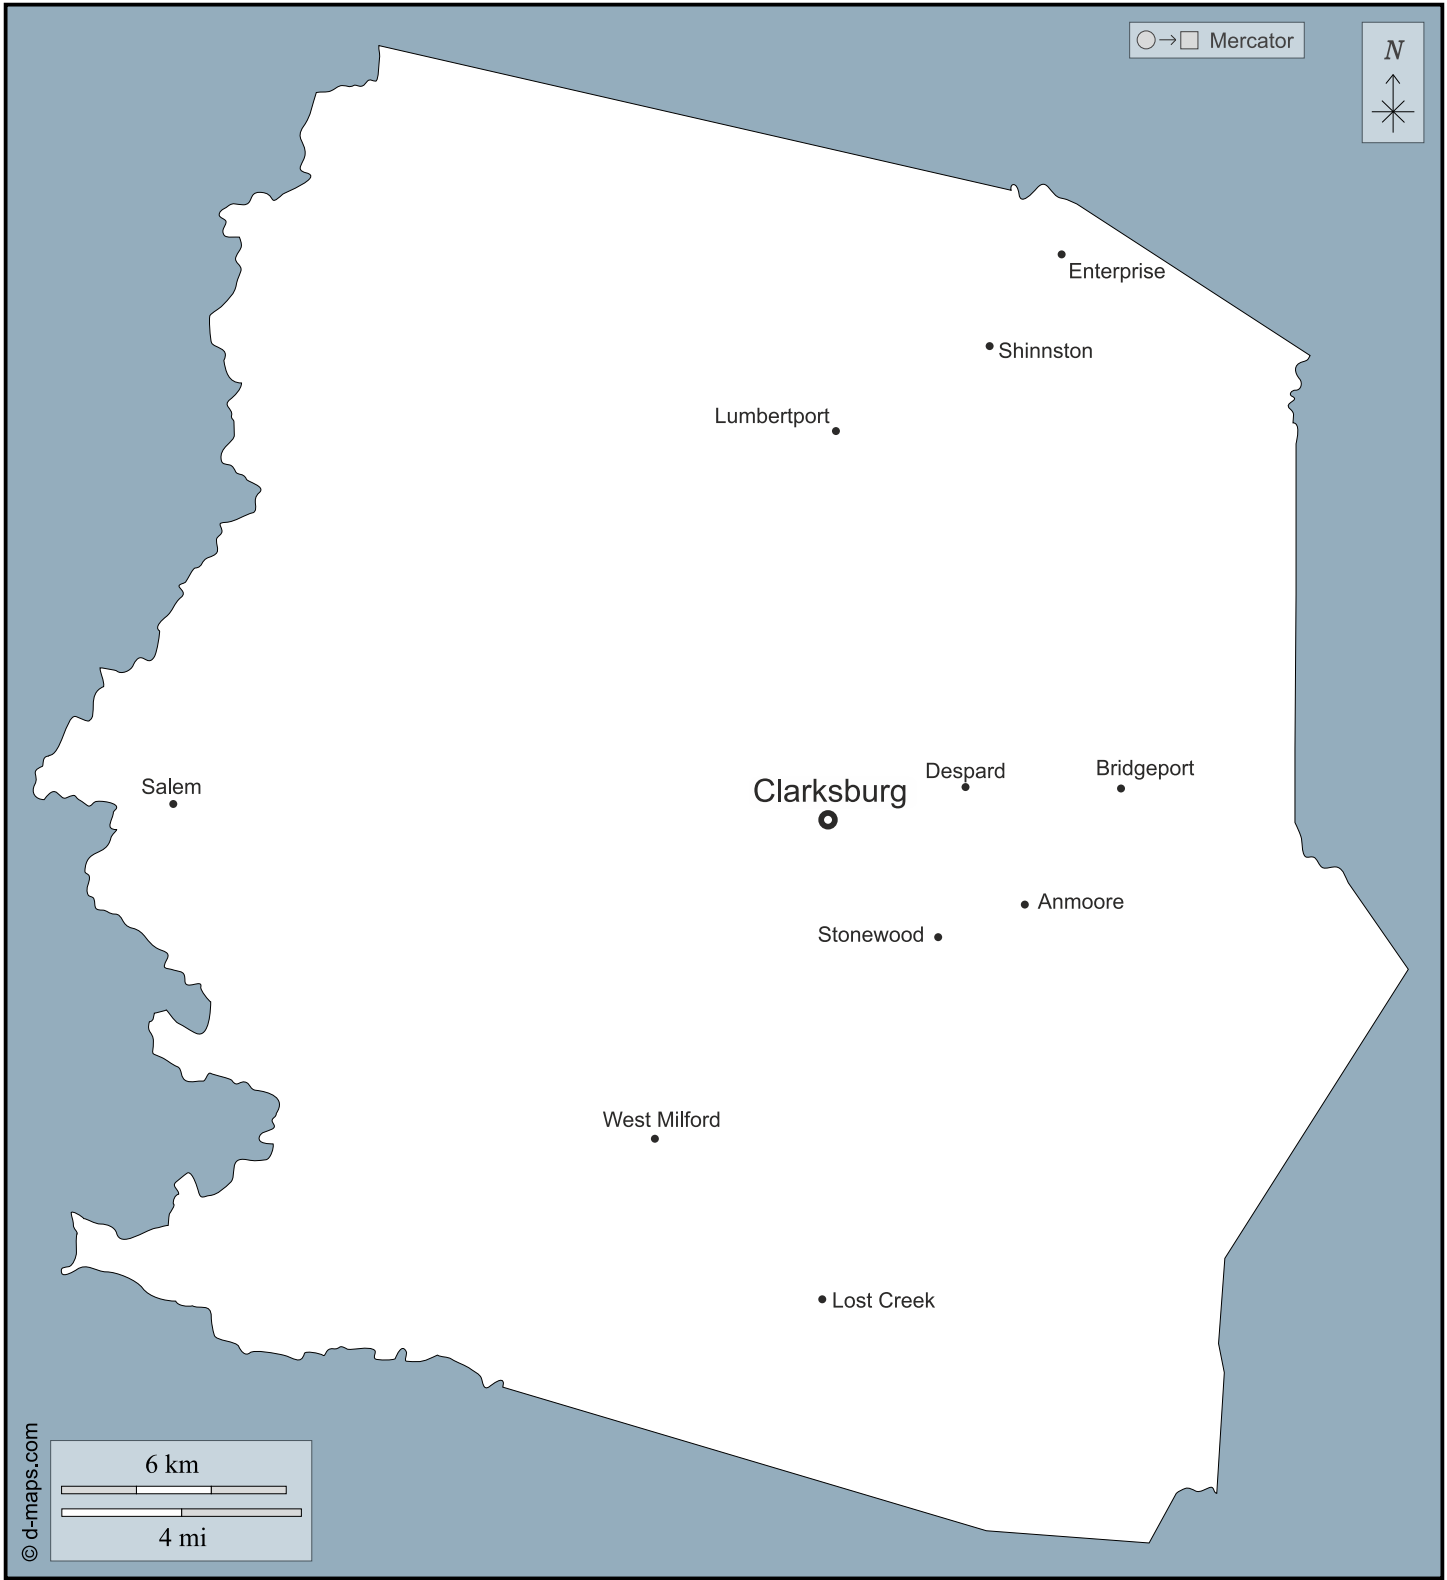 Mercator
N
Enterprise
Shinnston
Lumbertport
Salem
Clarksburg
Despard
Bridgeport
Anmoore
Stonewood
West Milford
Lost Creek
6 km
4 mi
© d-maps.com